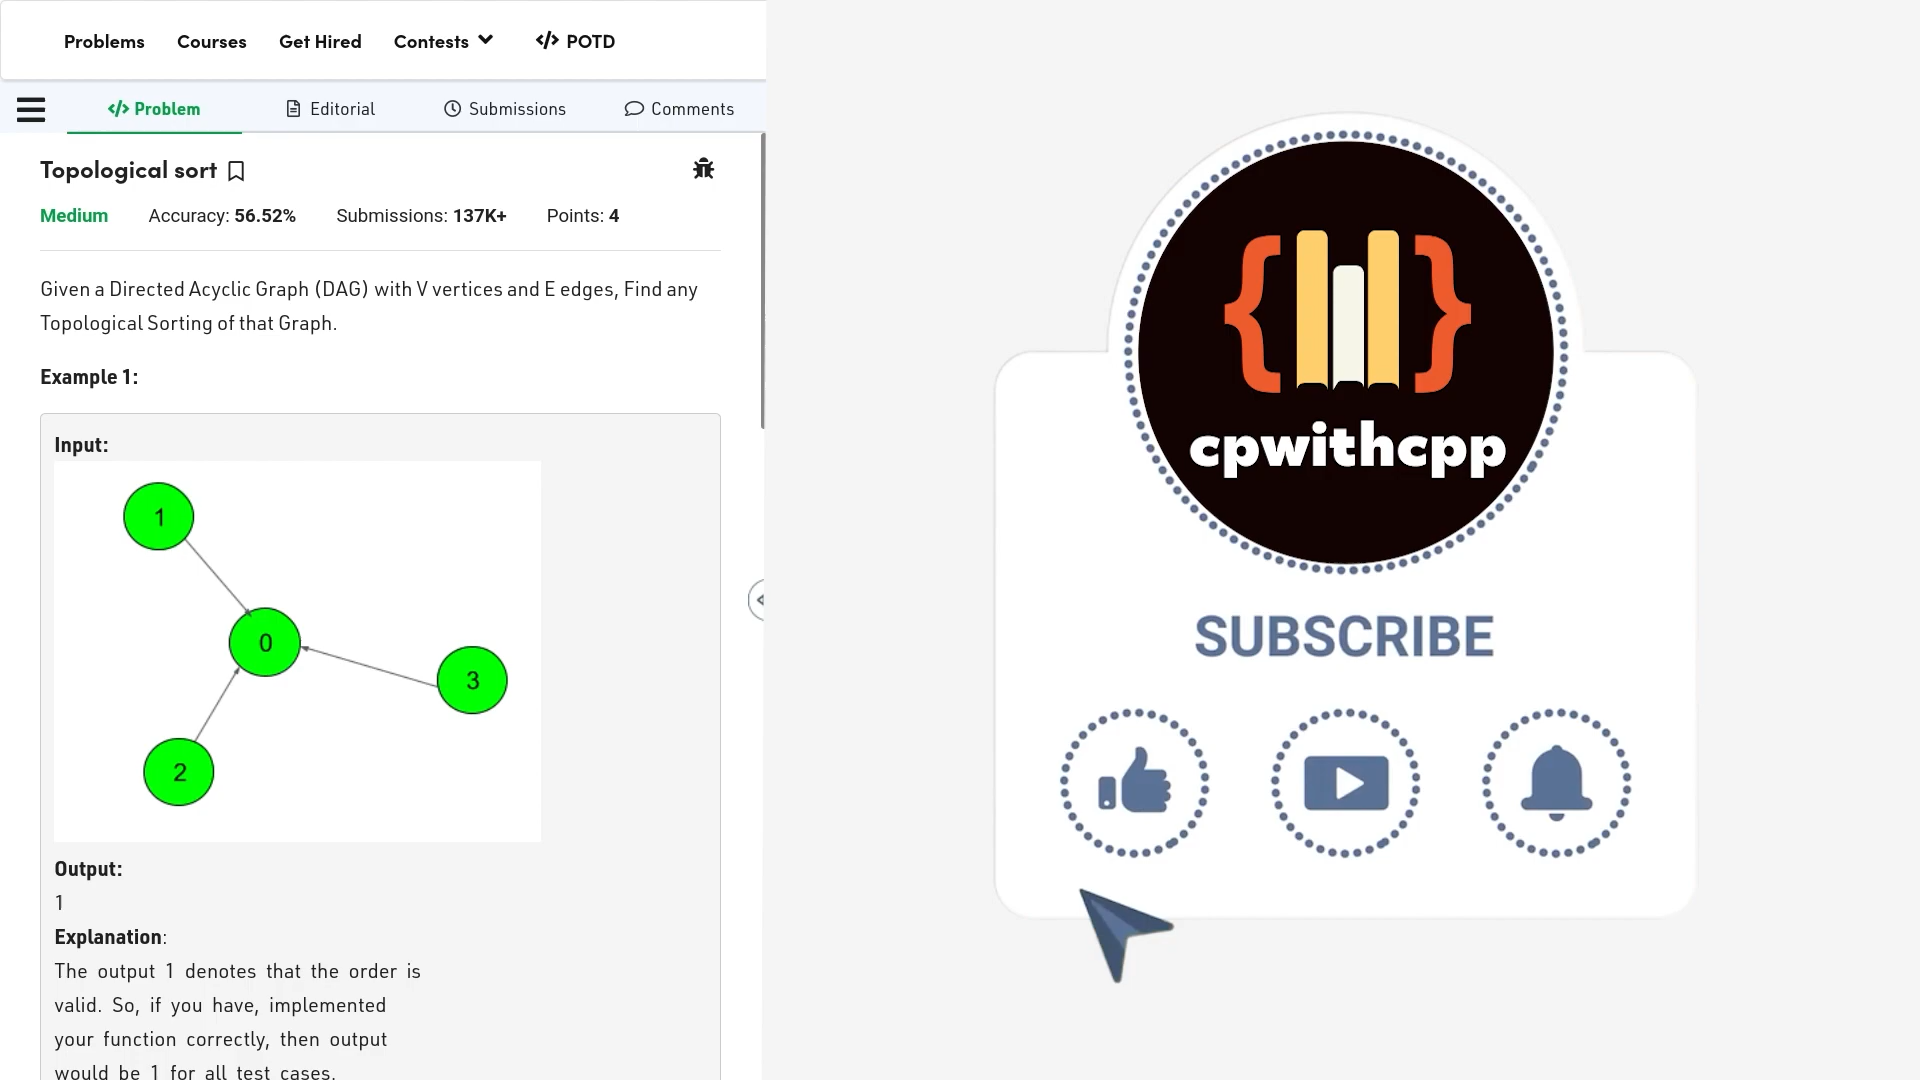 Problems Courses Get Hired Contests </> POTD
</> Problem Editorial Submissions Comments
Topological sort
Medium Accuracy: 56.52% Submissions: 137K+ Points: 4
Given a Directed Acyclic Graph (DAG) with V vertices and E edges, Find any
Topological Sorting of that Graph.
Example 1:
Input:
1
0
3
2
Output:
1
Explanation:
The output 1 denotes that the order is
valid. So, if you have, implemented
your function correctly, then output
would be 1 for all test cases.
cpwithcpp
SUBSCRIBE